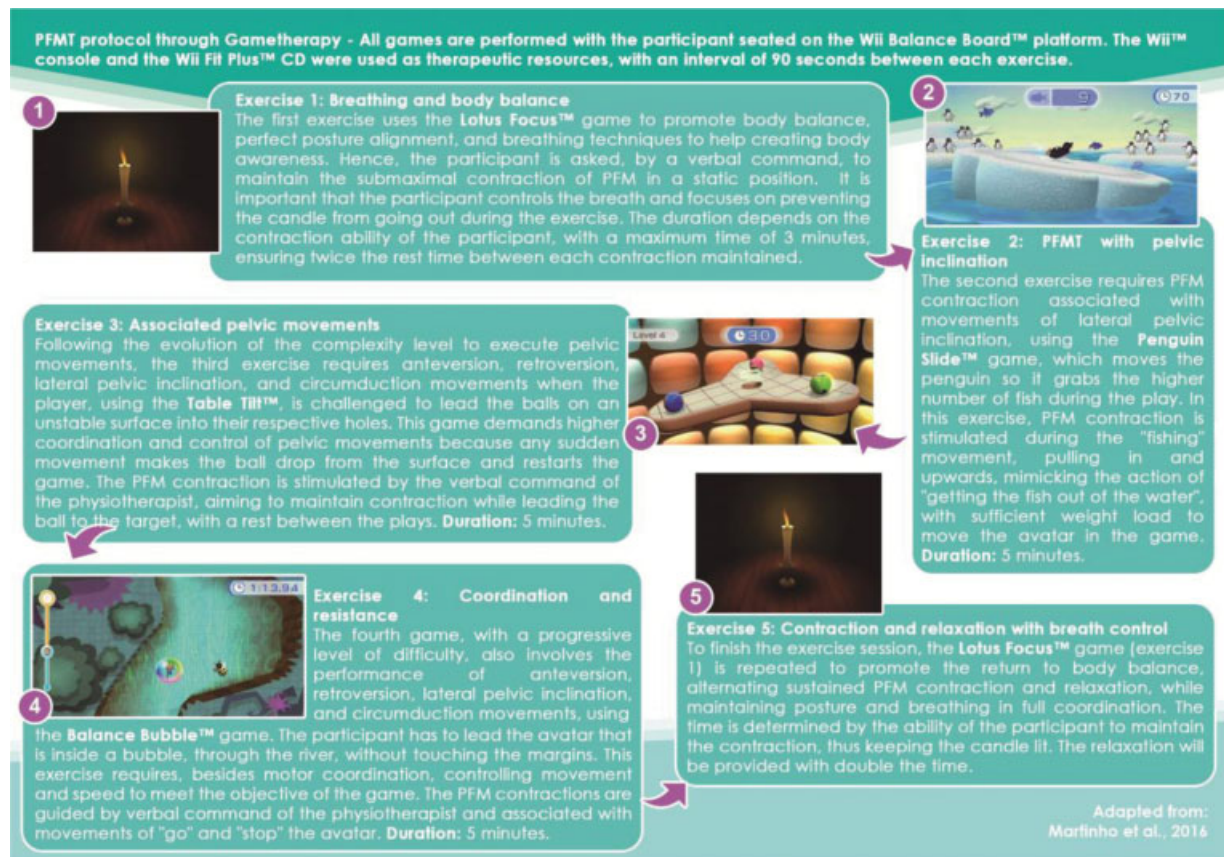 PFMT protocol through Gametherapy - All games are performed with the participant seated on the Wii Balance Board™ platform. The Wii™
console and the Wii Fit Plus™ CD were used as therapeutic resources, with an interval of 90 seconds between each exercise.
1
Exercise 1: Breathing and body balance
The first exercise uses the Lotus Focus™ game to promote body balance,
perfect posture alignment, and breathing techniques to help creating body
awareness. Hence, the participant is asked, by a verbal command, to
maintain the submaximal contraction of PFM in a static position. It is
important that the participant controls the breath and focuses on preventing
the candle from going out during the exercise. The duration depends on the
contraction ability of the participant, with a maximum time of 3 minutes,
ensuring twice the rest time between each contraction maintained.
2
9
70
Exercise 2: PFMT with pelvic
inclination
The second exercise requires PFM
contraction associated with
movements of lateral pelvic
inclination, using the Penguin
Slide™ game, which moves the
penguin so it grabs the higher
number of fish during the play. In
this exercise, PFM contraction is
stimulated during the "fishing"
movement, pulling in and
upwards, mimicking the action of
"getting the fish out of the water",
with sufficient weight load to
move the avatar in the game.
Duration: 5 minutes.
Exercise 3: Associated pelvic movements
Following the evolution of the complexity level to execute pelvic
movements, the third exercise requires anteversion, retroversion,
lateral pelvic inclination, and circumduction movements when the
player, using the Table Tilt™, is challenged to lead the balls on an
unstable surface into their respective holes. This game demands higher
coordination and control of pelvic movements because any sudden
movement makes the ball drop from the surface and restarts the
game. The PFM contraction is stimulated by the verbal command of
the physiotherapist, aiming to maintain contraction while leading the
ball to the target, with a rest between the plays. Duration: 5 minutes.
Level 4
30
3
1:13.94
4
Exercise 4: Coordination and
resistance
The fourth game, with a progressive
level of difficulty, also involves the
performance of anteversion,
retroversion, lateral pelvic inclination,
and circumduction movements, using
the Balance Bubble™ game. The participant has to lead the avatar that
is inside a bubble, through the river, without touching the margins. This
exercise requires, besides motor coordination, controlling movement
and speed to meet the objective of the game. The PFM contractions are
guided by verbal command of the physiotherapist and associated with
movements of "go" and "stop" the avatar. Duration: 5 minutes.
5
Exercise 5: Contraction and relaxation with breath control
To finish the exercise session, the Lotus Focus™ game (exercise
1) is repeated to promote the return to body balance,
alternating sustained PFM contraction and relaxation, while
maintaining posture and breathing in full coordination. The
time is determined by the ability of the participant to maintain
the contraction, thus keeping the candle lit. The relaxation will
be provided with double the time.
Adapted from:
Martinho et al., 2016